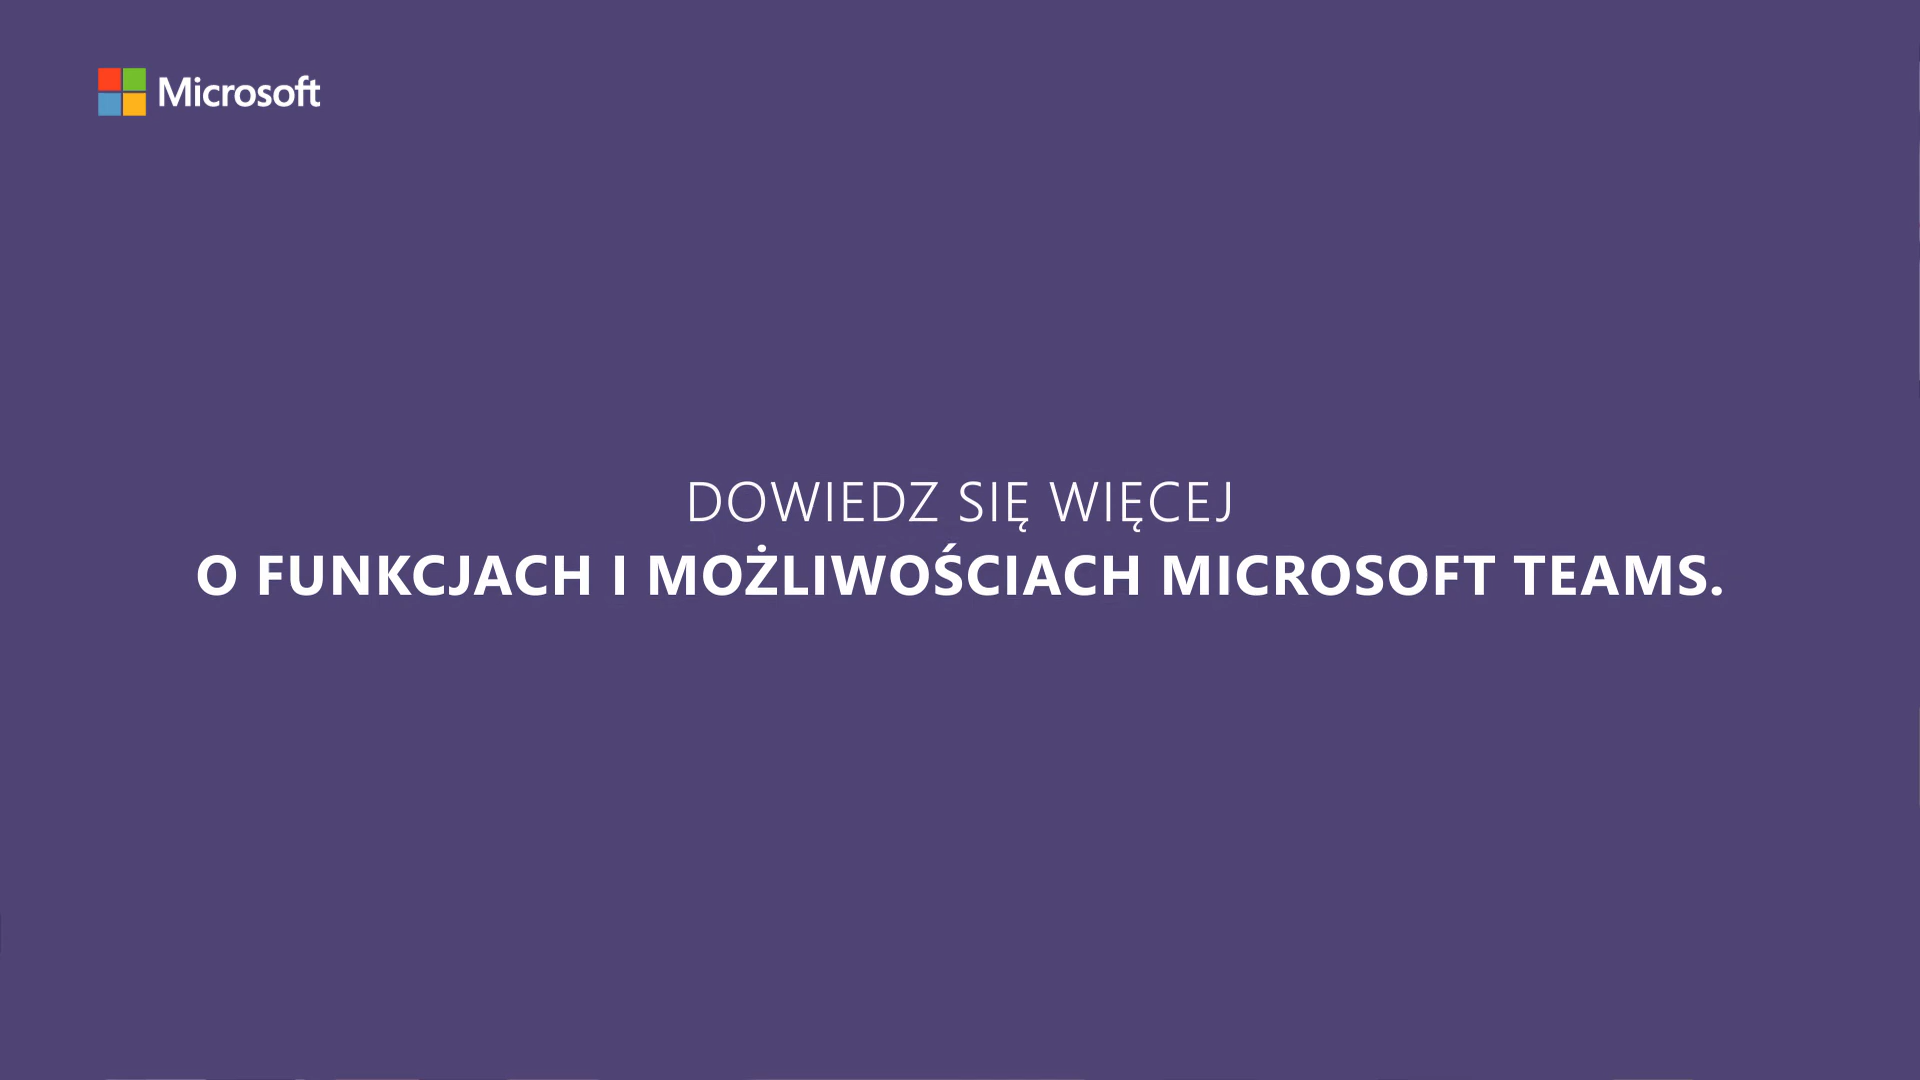 Microsoft
DOWIEDZ SIĘ WIĘCEJ
O FUNKCJACH I MOŻLIWOŚCIACH MICROSOFT TEAMS.